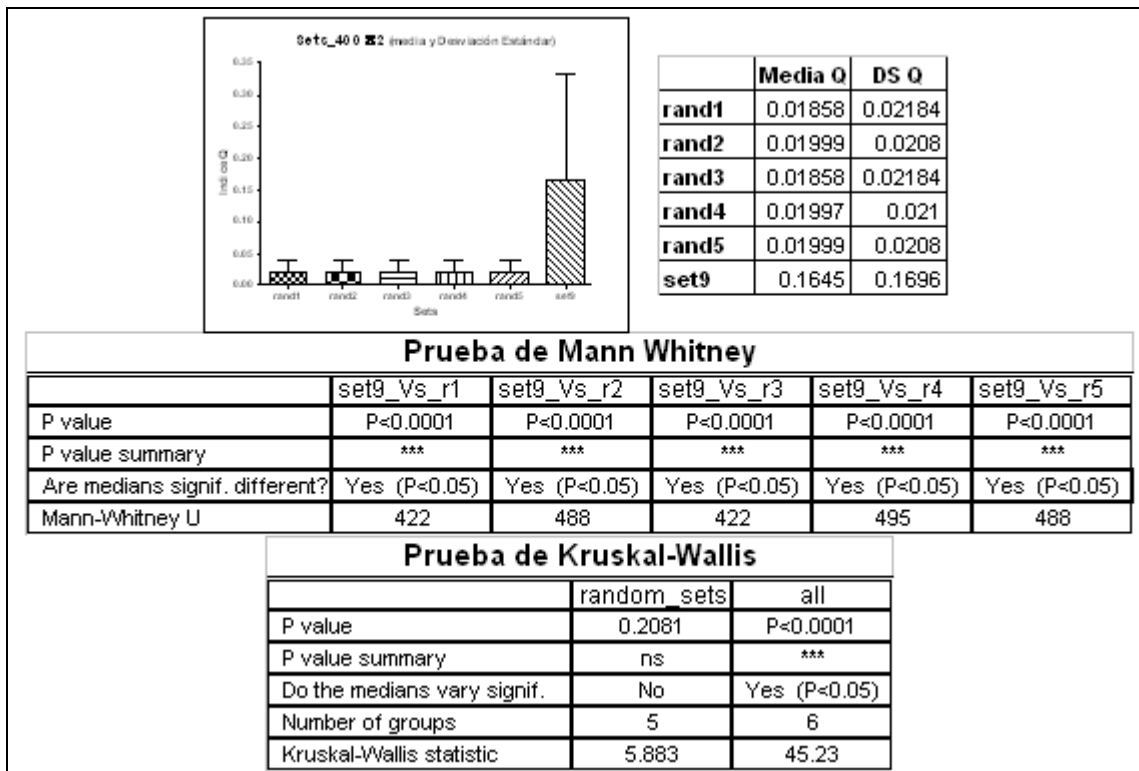 Sets_400 (media y Desviación Estándar)
0.35
0.30
0.25
0.20
0.15
0.10
0.05
0.00
Indice Q
rand1 rand2 rand3 rand4 rand5 set9
Sets
Media Q DS Q
rand1 0.01858 0.02184
rand2 0.01999 0.0208
rand3 0.01858 0.02184
rand4 0.01997 0.021
rand5 0.01999 0.0208
set9 0.1645 0.1696
Prueba de Mann Whitney
set9_Vs_r1 set9_Vs_r2 set9_Vs_r3 set9_Vs_r4 set9_Vs_r5
P value P<0.0001 P<0.0001 P<0.0001 P<0.0001 P<0.0001
P value summary *** *** *** *** ***
Are medians signif. different? Yes (P<0.05) Yes (P<0.05) Yes (P<0.05) Yes (P<0.05) Yes (P<0.05)
Mann-Whitney U 422 488 422 495 488
Prueba de Kruskal-Wallis
random_sets all
P value 0.2081 P<0.0001
P value summary ns ***
Do the medians vary signif. No Yes (P<0.05)
Number of groups 5 6
Kruskal-Wallis statistic 5.883 45.23